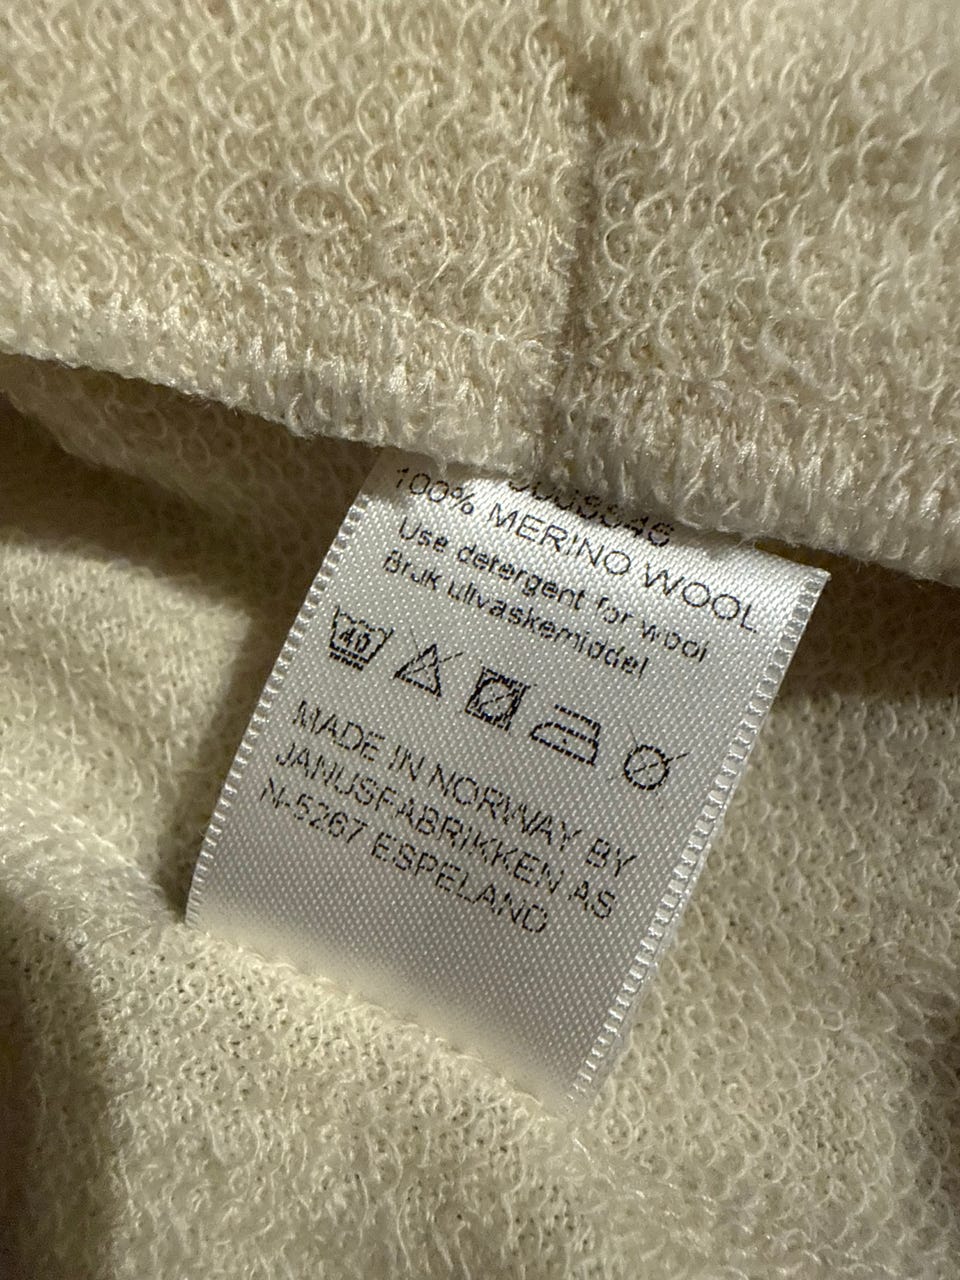 100% MERINO WOOL
Use detergent for wool
Bruk ullvaskemiddel
40
MADE IN NORWAY BY
JANUSFABRIKKEN AS
N-5267 ESPELAND